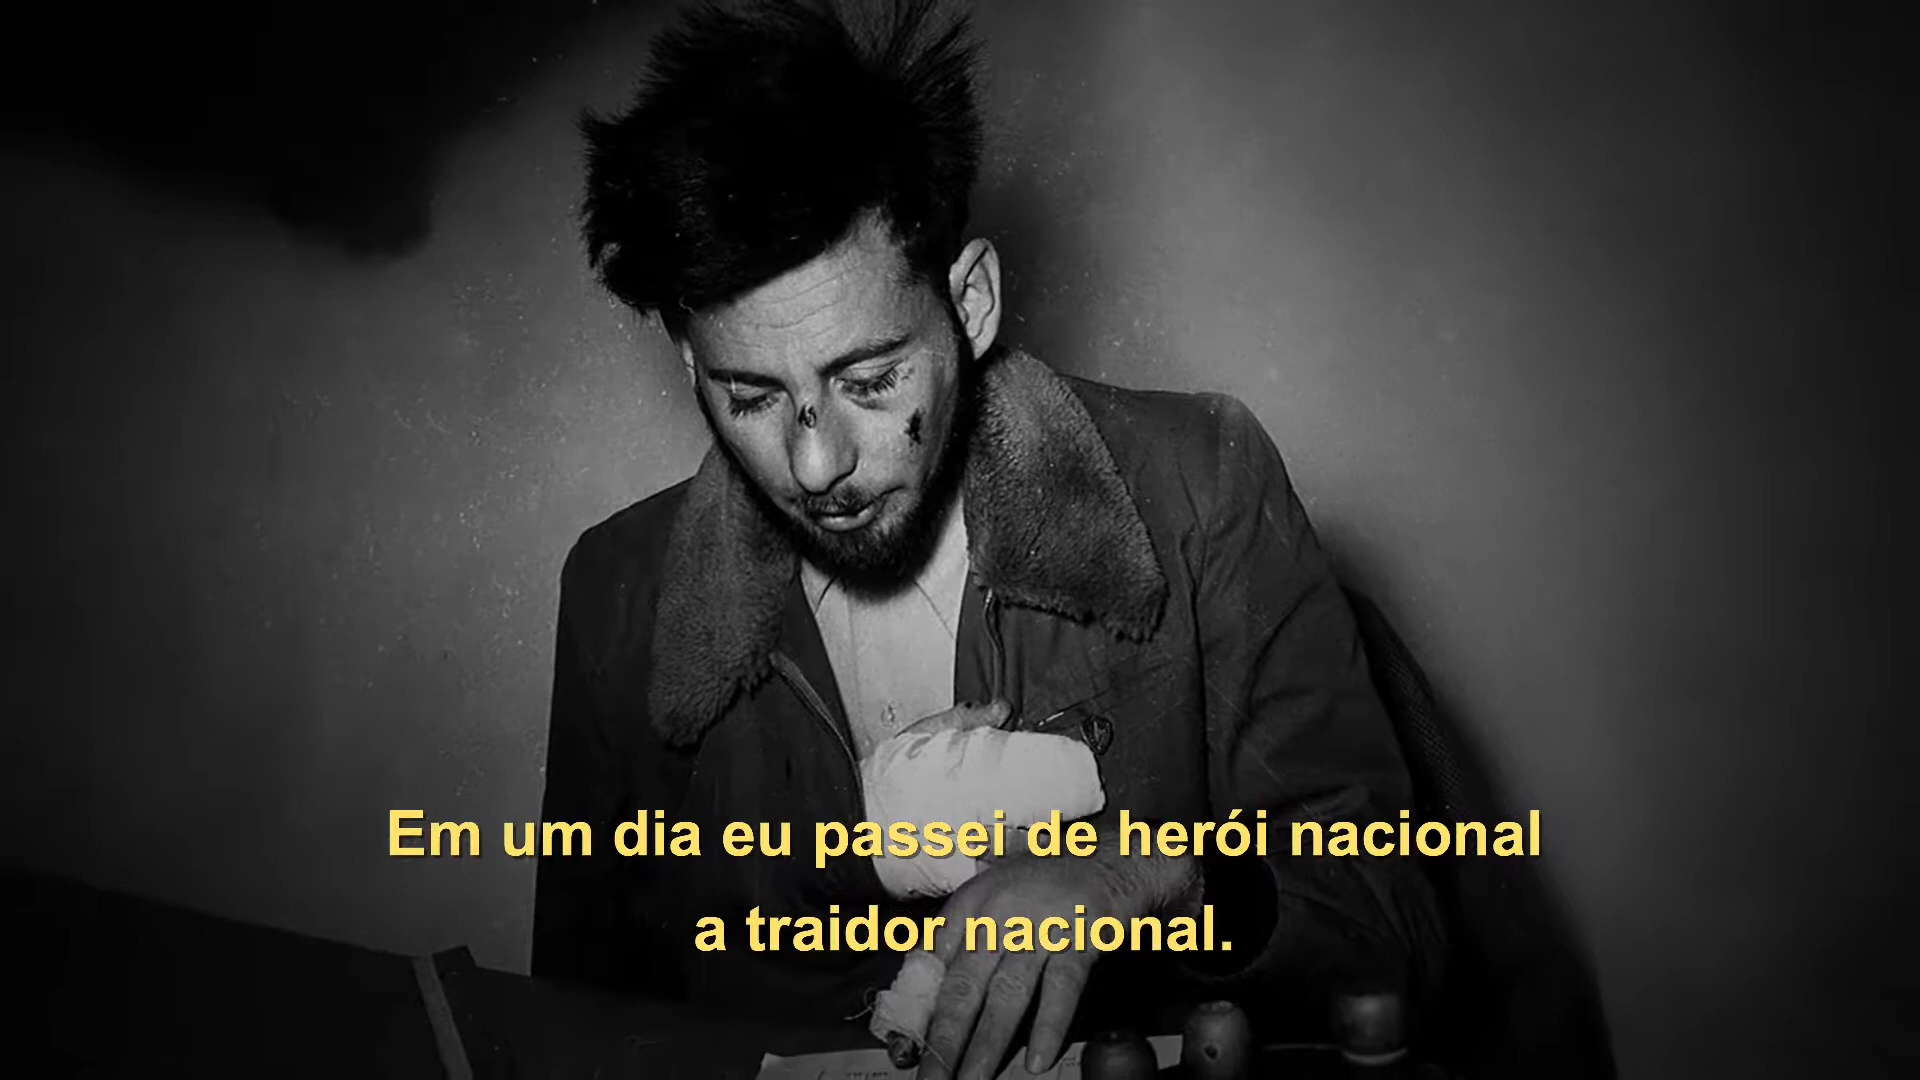 Em um dia eu passei de herói nacional
a traidor nacional.